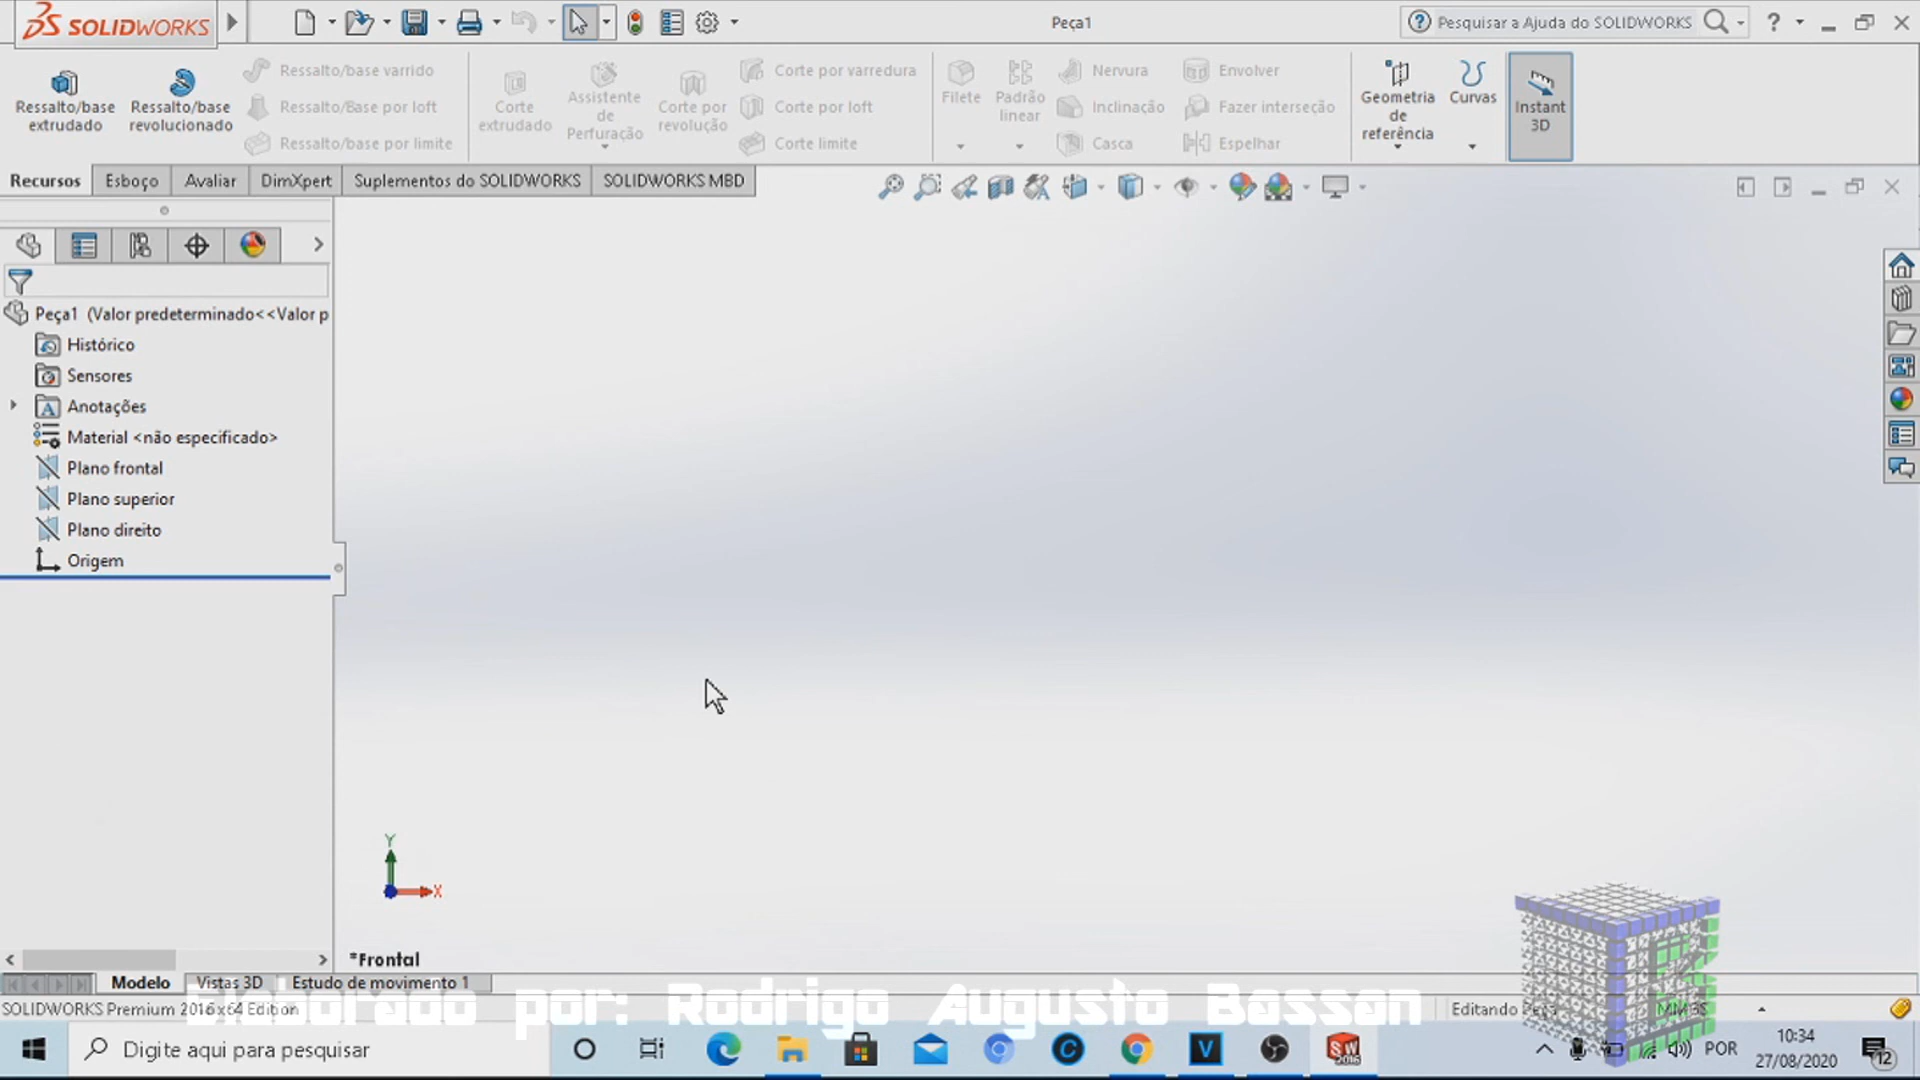 SOLIDWORKS
Peça1
Pesquisar a Ajuda do SOLIDWORKS
?
Ressalto/base extrudado
Ressalto/base revolucionado
Ressalto/base varrido
Ressalto/Base por loft
Ressalto/base por limite
Corte extrudado
Assistente de Perfuração
Corte por revolução
Corte por varredura
Corte por loft
Corte limite
Filete
Padrão linear
Nervura
Inclinação
Casca
Envolver
Fazer interseção
Espelhar
Geometria de referência
Curvas
Instant 3D
Recursos
Esboço
Avaliar
DimXpert
Suplementos do SOLIDWORKS
SOLIDWORKS MBD
Peça1 (Valor predeterminado<<Valor p
Histórico
Sensores
Anotações
Material <não especificado>
Plano frontal
Plano superior
Plano direito
Origem
Y
X
*Frontal
Modelo
Vistas 3D
Estudo de movimento 1
SOLIDWORKS Premium 2016 x64 Edition
Elaborado por: Rodrigo Augusto Bassan
Editando Peça
MMGS
Digite aqui para pesquisar
SW
2016
POR
10:34
27/08/2020
12